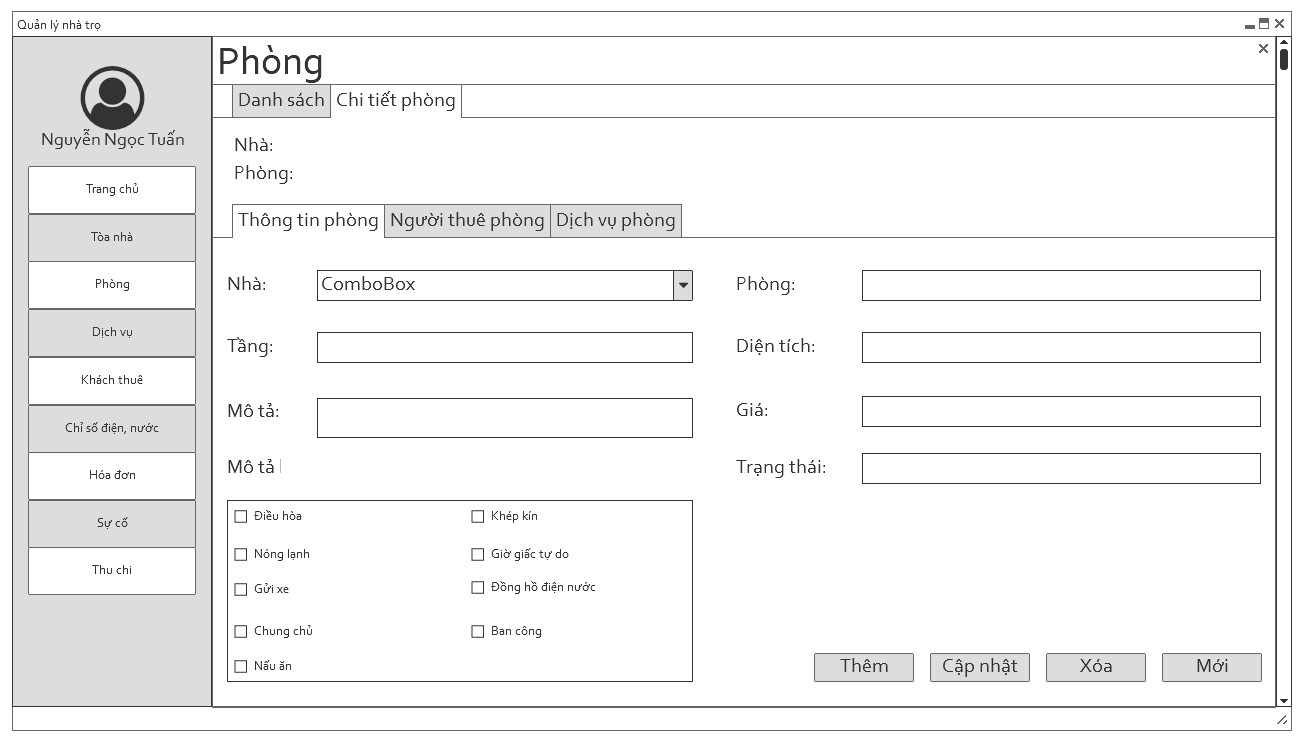 Quản lý nhà trọ
Nguyễn Ngọc Tuấn
Trang chủ
Tòa nhà
Phòng
Dịch vụ
Khách thuê
Chỉ số điện, nước
Hóa đơn
Sự cố
Thu chi
Phòng
Danh sách
Chi tiết phòng
Nhà:
Phòng:
Thông tin phòng
Người thuê phòng
Dịch vụ phòng
Nhà:
ComboBox
Phòng:
Tầng:
Diện tích:
Mô tả:
Giá:
Mô tả
Trạng thái:
Điều hòa
Khép kín
Nóng lạnh
Giờ giấc tự do
Gửi xe
Đồng hồ điện nước
Chung chủ
Ban công
Nấu ăn
Thêm
Cập nhật
Xóa
Mới